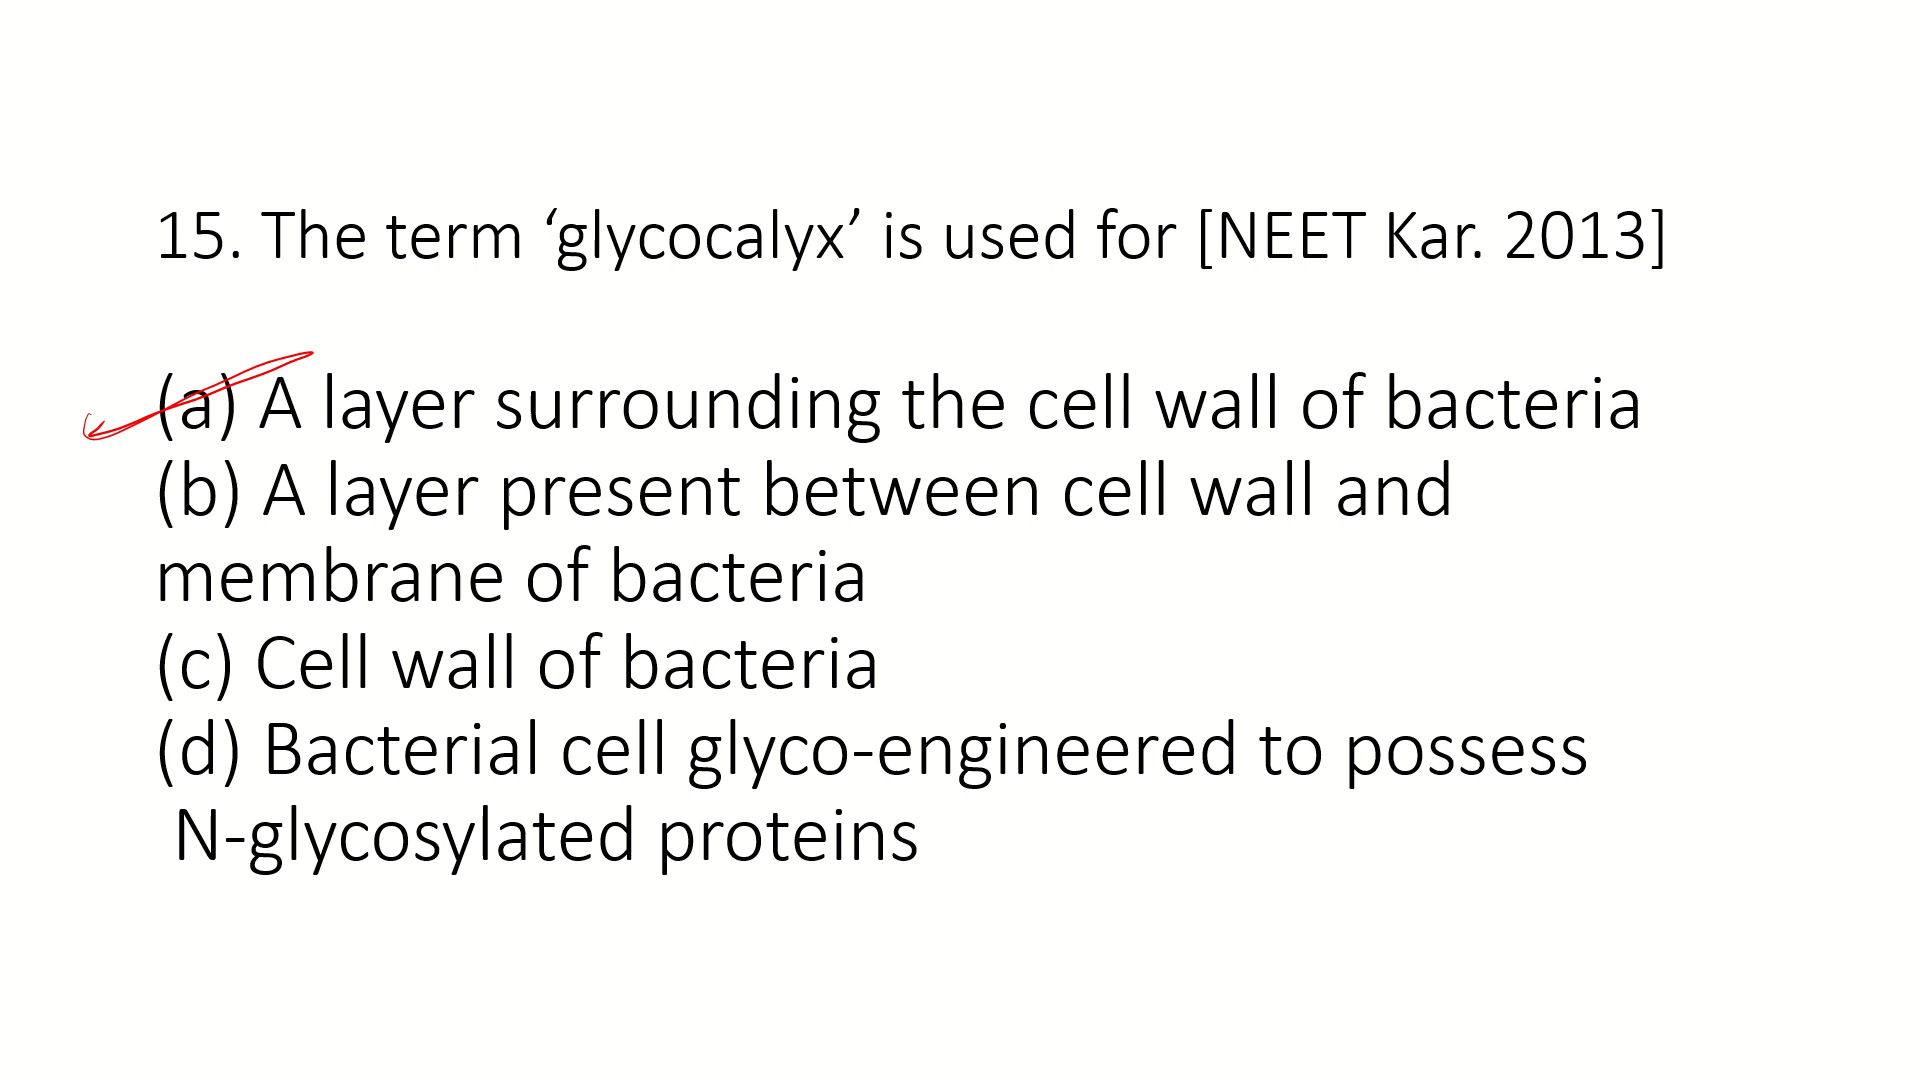 15. The term ‘glycocalyx’ is used for [NEET Kar. 2013]
(a) A layer surrounding the cell wall of bacteria
(b) A layer present between cell wall and
membrane of bacteria
(c) Cell wall of bacteria
(d) Bacterial cell glyco-engineered to possess
N-glycosylated proteins